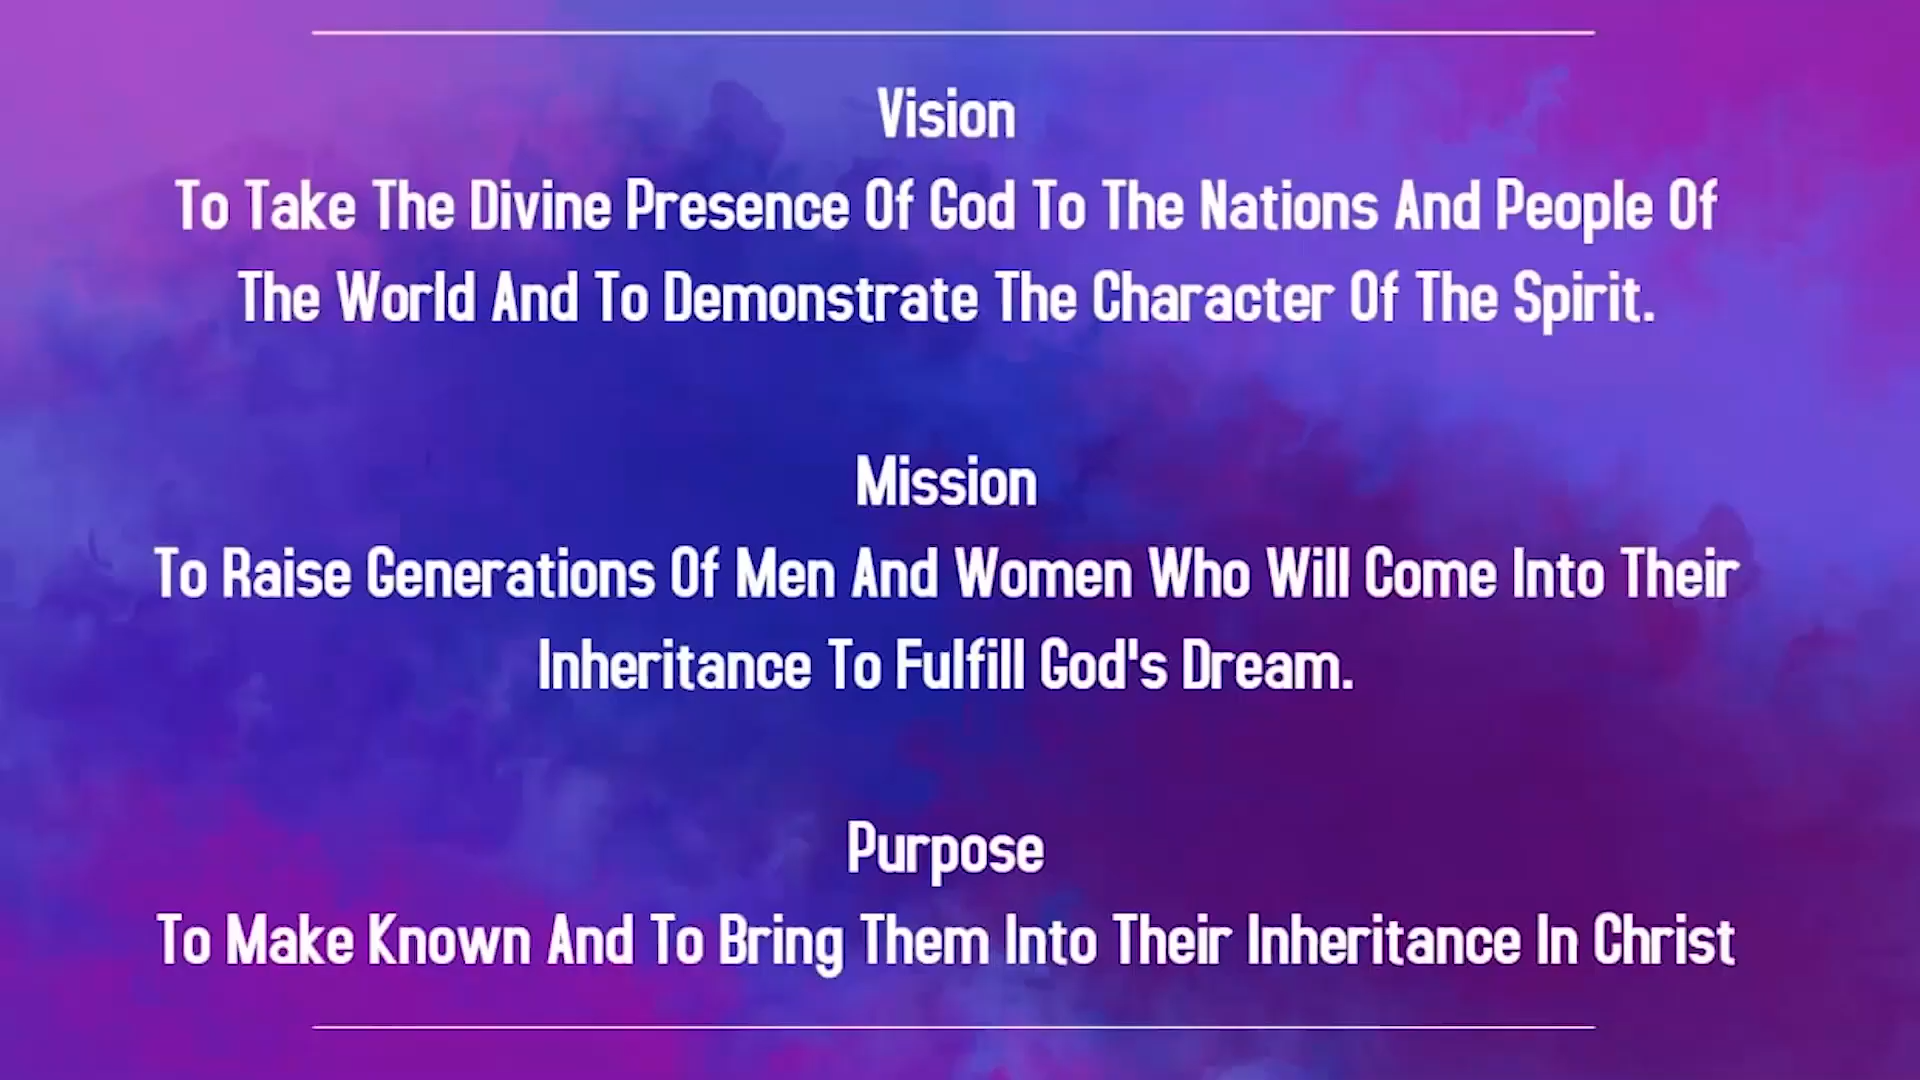 Vision
To Take The Divine Presence Of God To The Nations And People Of
The World And To Demonstrate The Character Of The Spirit.
Mission
To Raise Generations Of Men And Women Who Will Come Into Their
Inheritance To Fulfill God's Dream.
Purpose
To Make Known And To Bring Them Into Their Inheritance In Christ